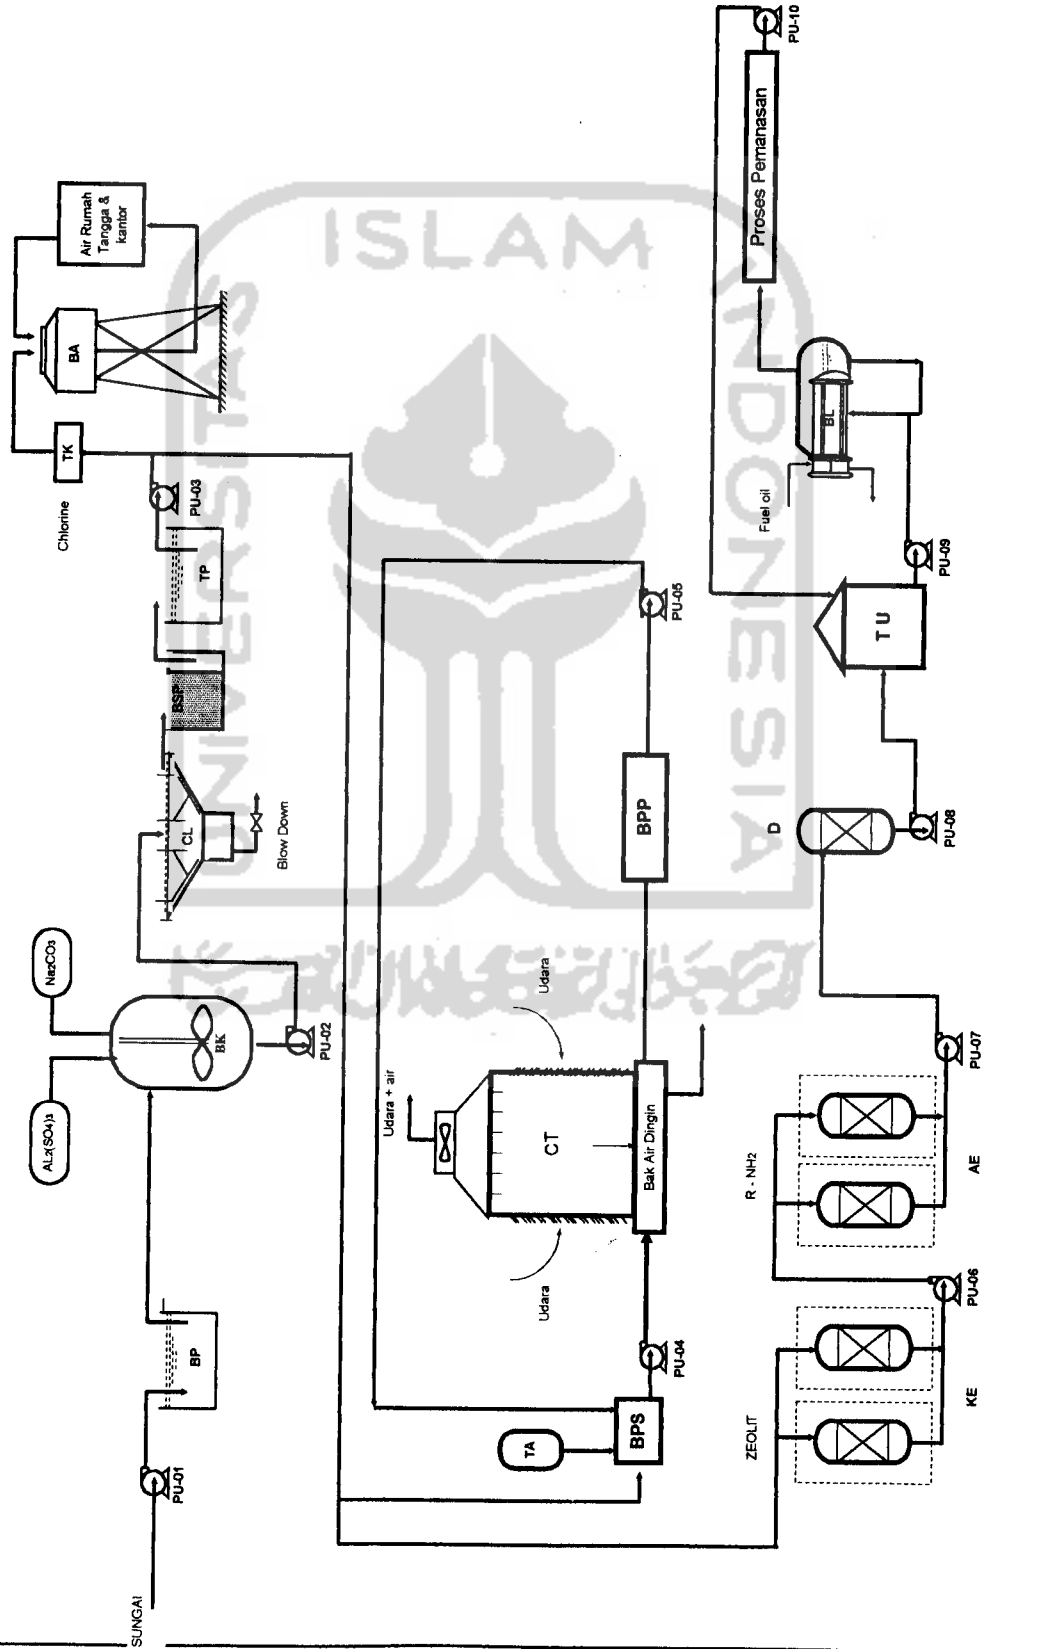 SUNGAI
PU-01
BP
AL2(SO4)3
Na2CO3
BK
PU-02
CL
Blow Down
BSP
TP
PU-03
Chlorine
TK
BA
Air Rumah
Tangga &
kantor
TA
BPS
PU-04
Udara
Udara + air
CT
Bak Air Dingin
Udara
BPP
PU-05
ZEOLIT
KE
PU-06
R - NH2
AE
PU-07
D
PU-08
T U
PU-09
Fuel oil
BL
Proses Pemanasan
PU-10
UNIVERSITAS
ISLAM
INDONESIA